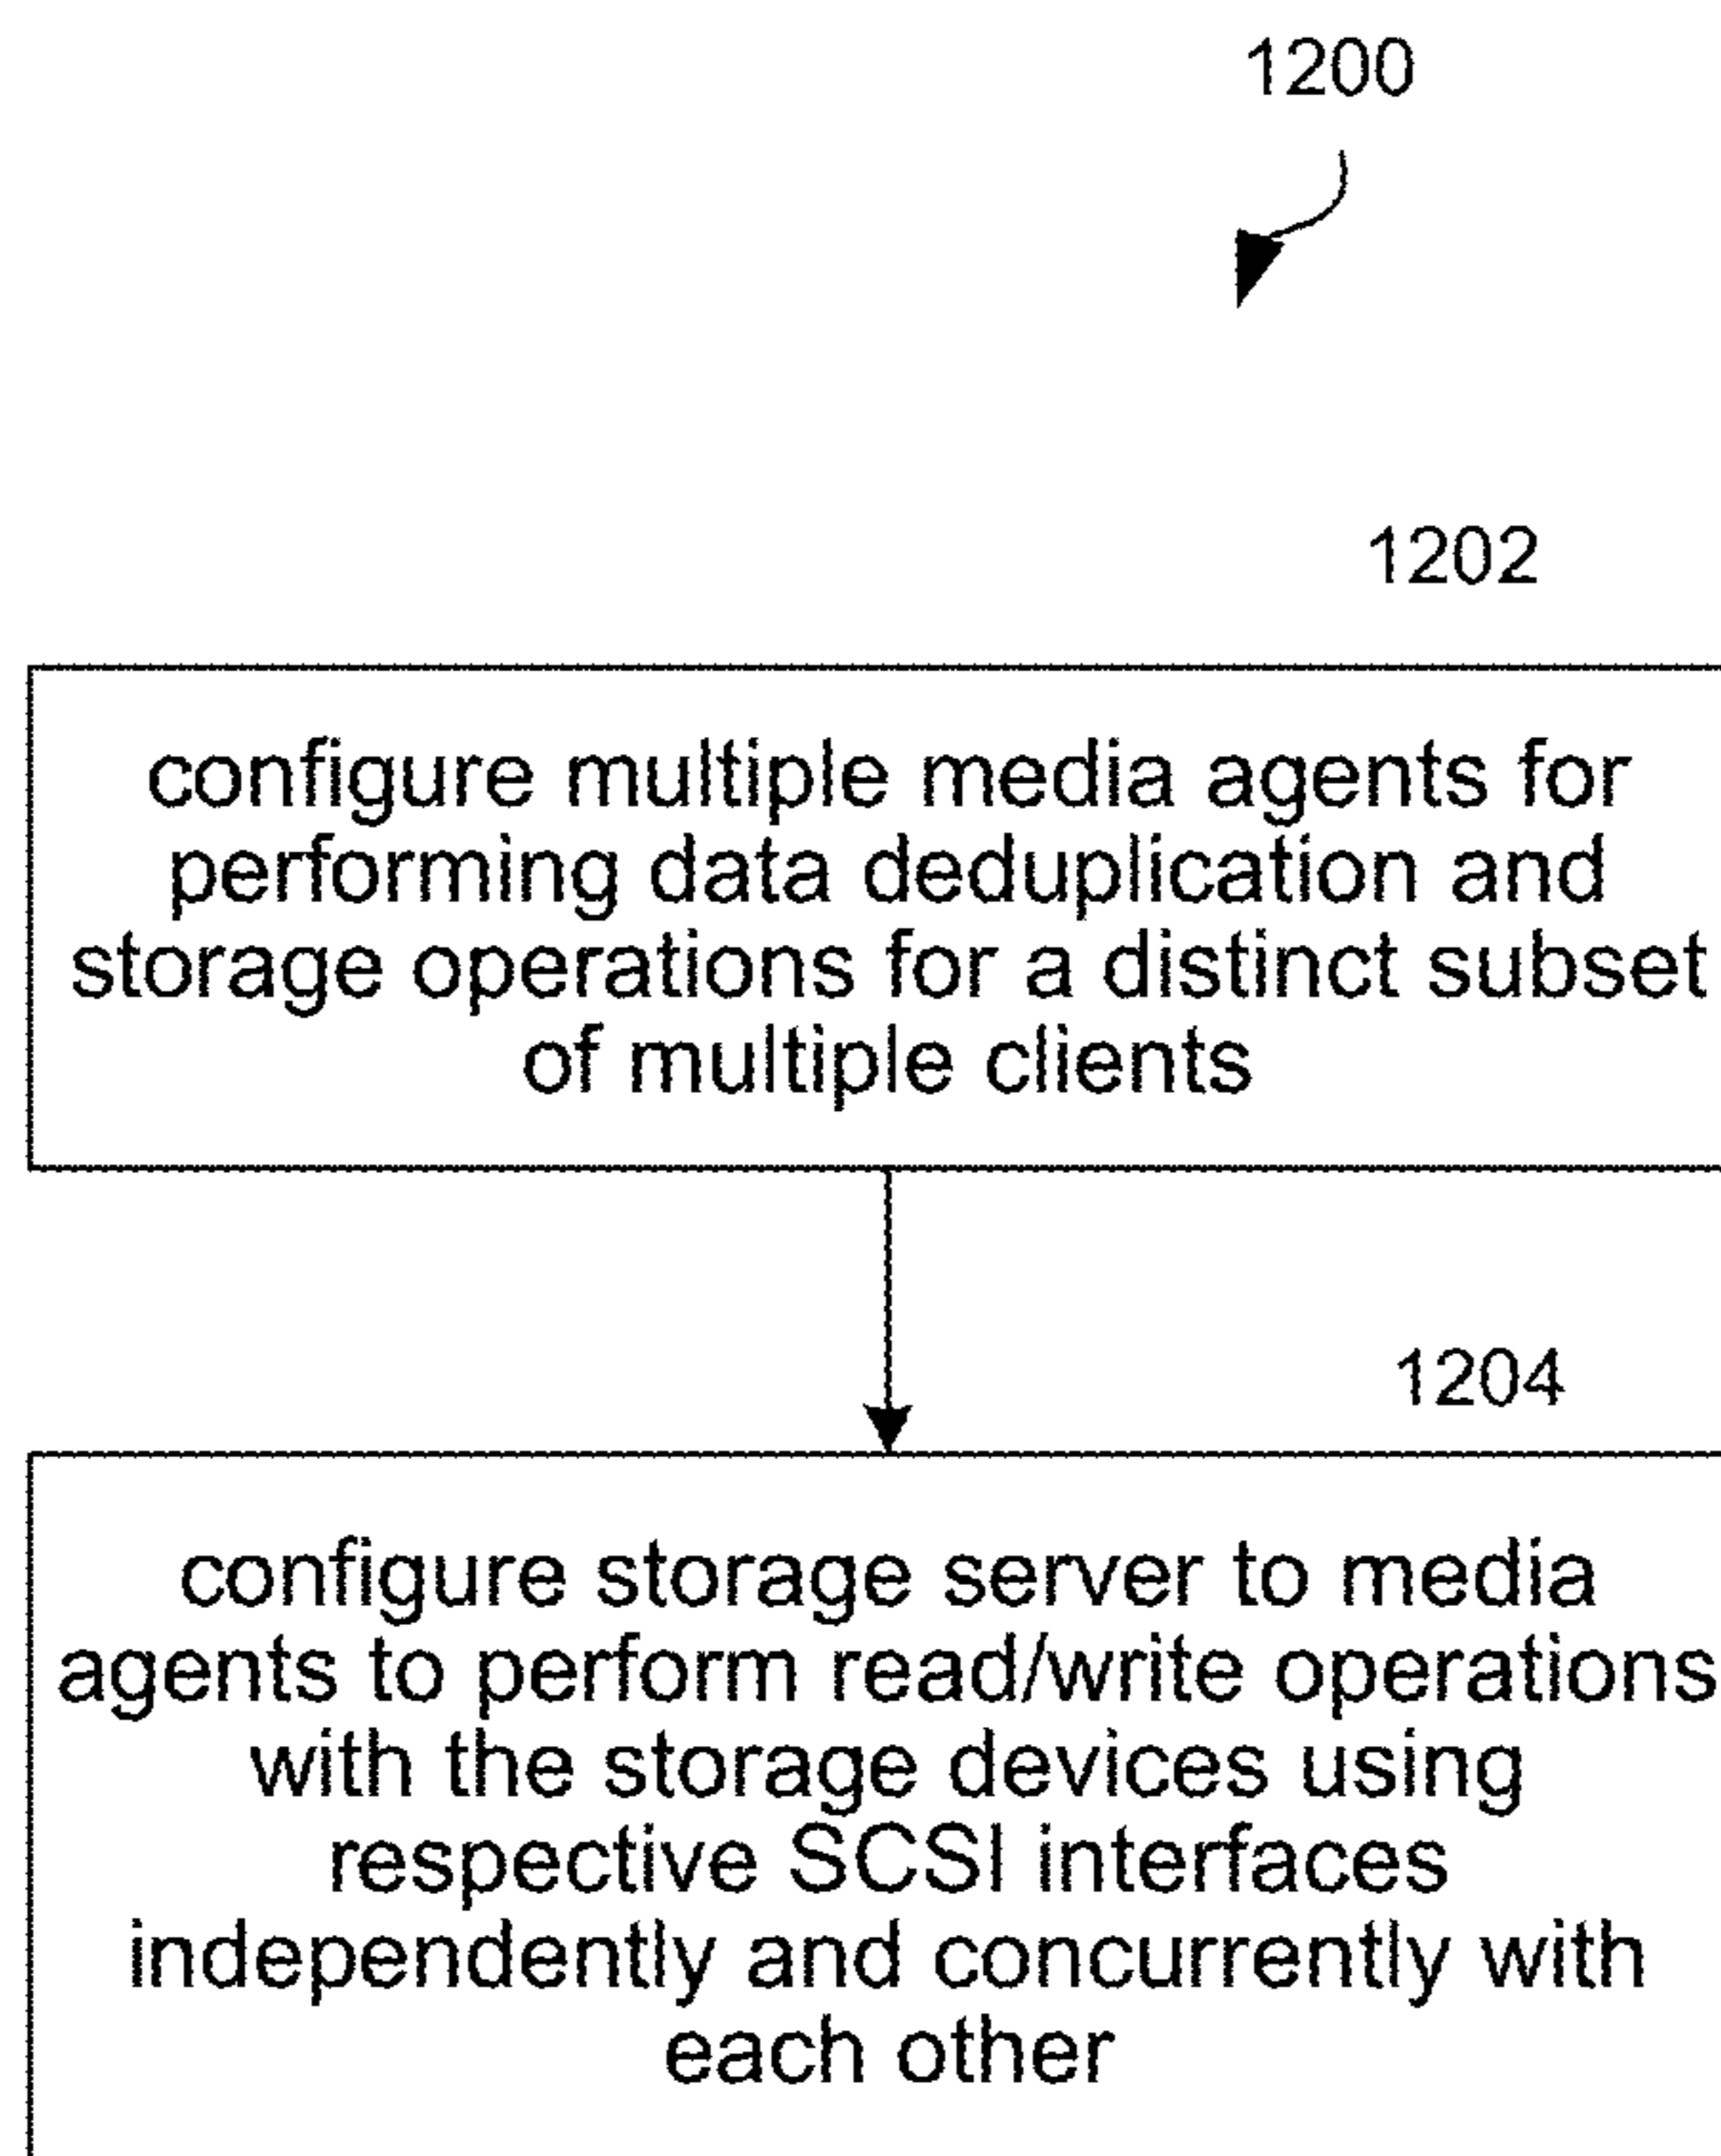 1200
1202
configure multiple media agents for
performing data deduplication and
storage operations for a distinct subset
of multiple clients
1204
configure storage server to media
agents to perform read/write operations
with the storage devices using
respective SCSI interfaces
independently and concurrently with
each other